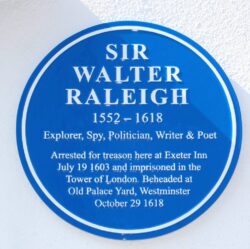 SIR
WALTER
RALEIGH
1552 – 1618
Explorer, Spy, Politician, Writer & Poet
Arrested for treason here at Exeter Inn
July 19 1603 and imprisoned in the
Tower of London. Beheaded at
Old Palace Yard, Westminster
October 29 1618